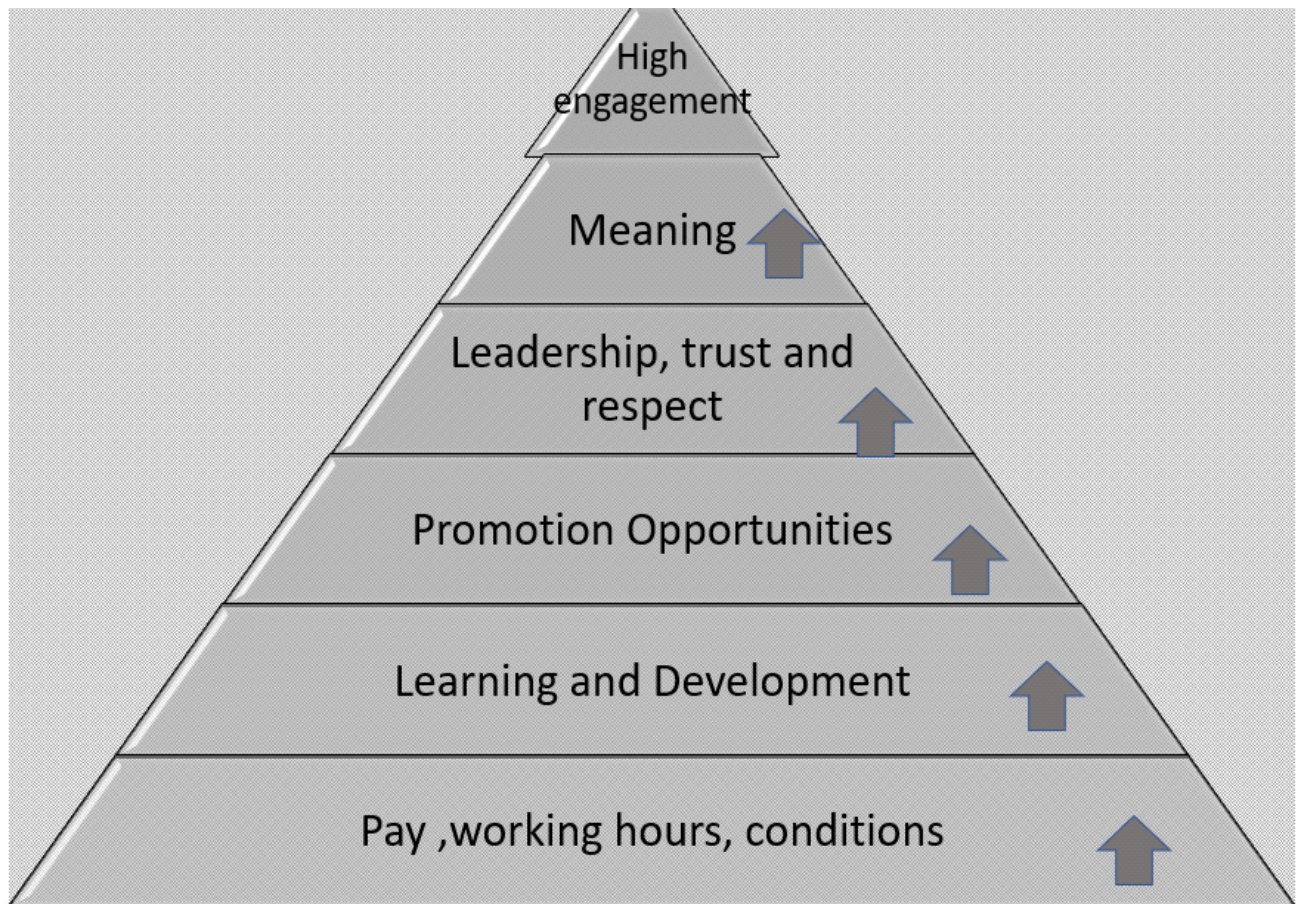 High
engagement
Meaning
Leadership, trust and
respect
Promotion Opportunities
Learning and Development
Pay ,working hours, conditions